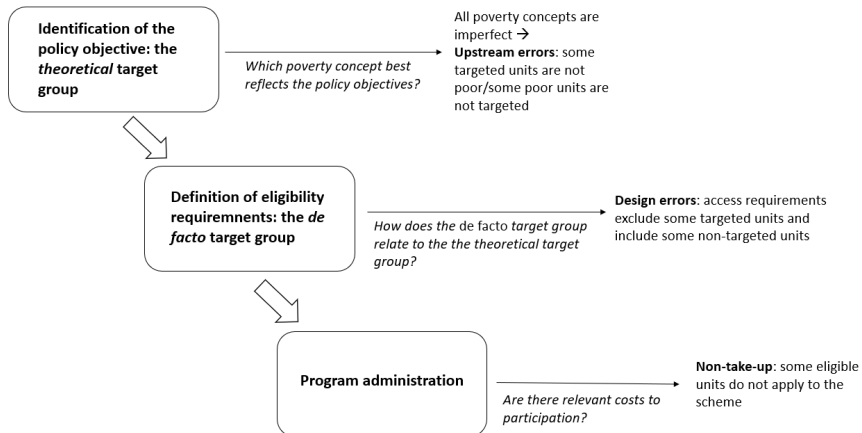 Identification of the
policy objective: the
theoretical target
group
Which poverty concept best
reflects the policy objectives?
All poverty concepts are
imperfect →
Upstream errors: some
targeted units are not
poor/some poor units are
not targeted
Definition of eligibility
requiremnents: the de
facto target group
How does the de facto target group
relate to the the theoretical target
group?
Design errors: access requirements
exclude some targeted units and
include some non-targeted units
Program administration
Are there relevant costs to
participation?
Non-take-up: some eligible
units do not apply to the
scheme